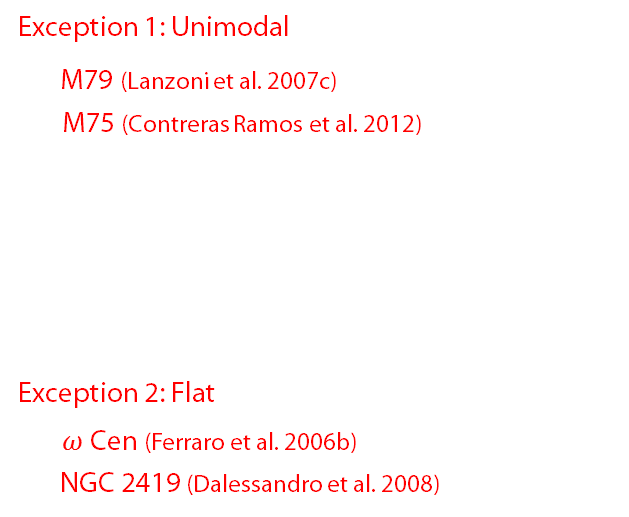 Exception 1: Unimodal
M79 (Lanzoni et al. 2007c)
M75 (Contreras Ramos et al. 2012)
Exception 2: Flat
ω Cen (Ferraro et al. 2006b)
NGC 2419 (Dalessandro et al. 2008)